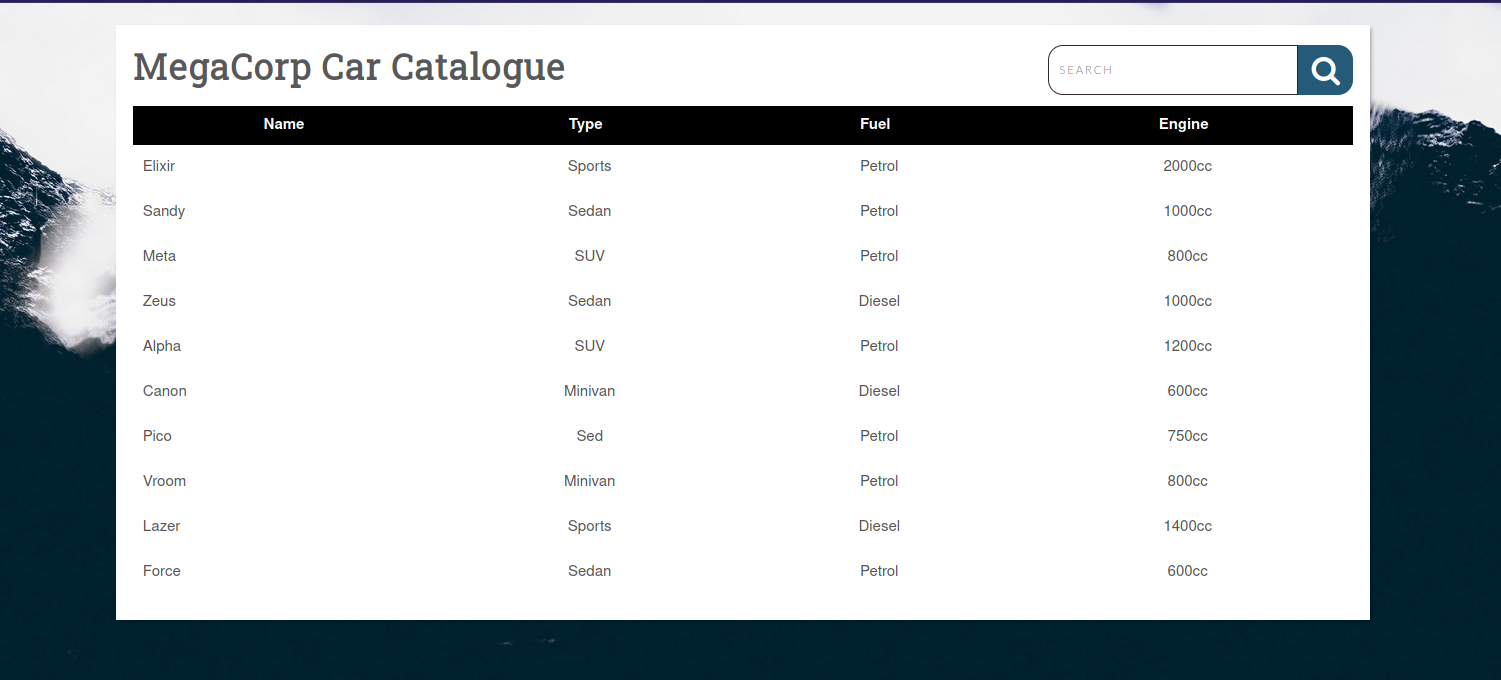 MegaCorp Car Catalogue
SEARCH
Name Type Fuel Engine
Elixir Sports Petrol 2000cc
Sandy Sedan Petrol 1000cc
Meta SUV Petrol 800cc
Zeus Sedan Diesel 1000cc
Alpha SUV Petrol 1200cc
Canon Minivan Diesel 600cc
Pico Sed Petrol 750cc
Vroom Minivan Petrol 800cc
Lazer Sports Diesel 1400cc
Force Sedan Petrol 600cc